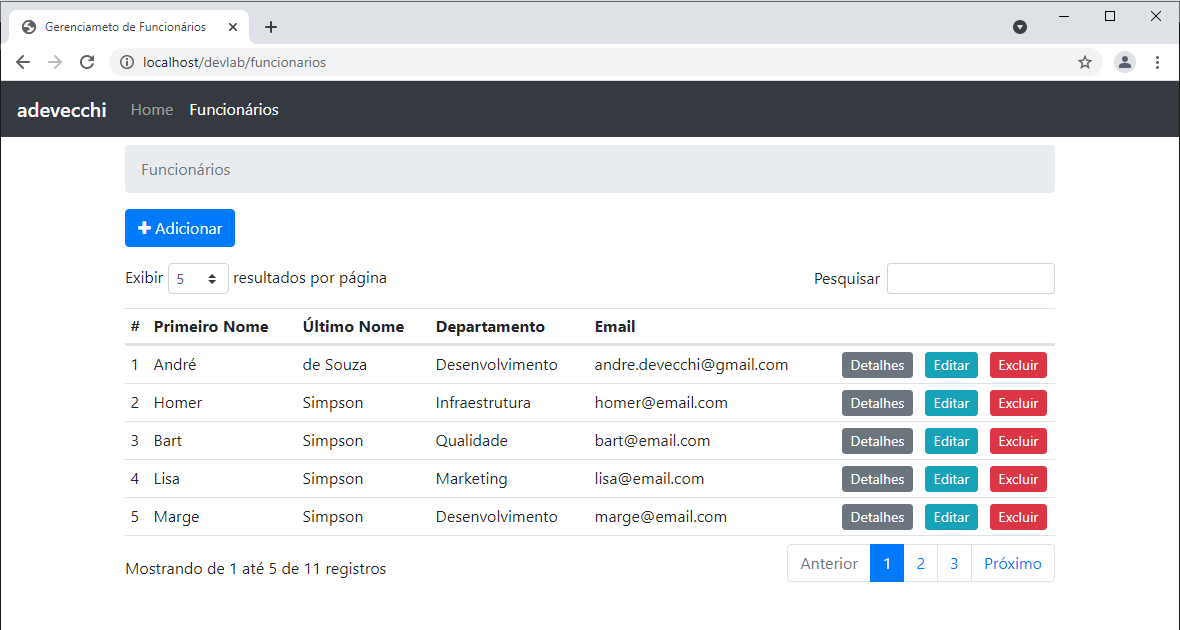 Gerenciameto de Funcionários
localhost/devlab/funcionarios
adevecchi Home Funcionários
Funcionários
Adicionar
Exibir 5 resultados por página Pesquisar
# Primeiro Nome Último Nome Departamento Email
1 André de Souza Desenvolvimento andre.devecchi@gmail.com Detalhes Editar Excluir
2 Homer Simpson Infraestrutura homer@email.com Detalhes Editar Excluir
3 Bart Simpson Qualidade bart@email.com Detalhes Editar Excluir
4 Lisa Simpson Marketing lisa@email.com Detalhes Editar Excluir
5 Marge Simpson Desenvolvimento marge@email.com Detalhes Editar Excluir
Mostrando de 1 até 5 de 11 registros Anterior 1 2 3 Próximo